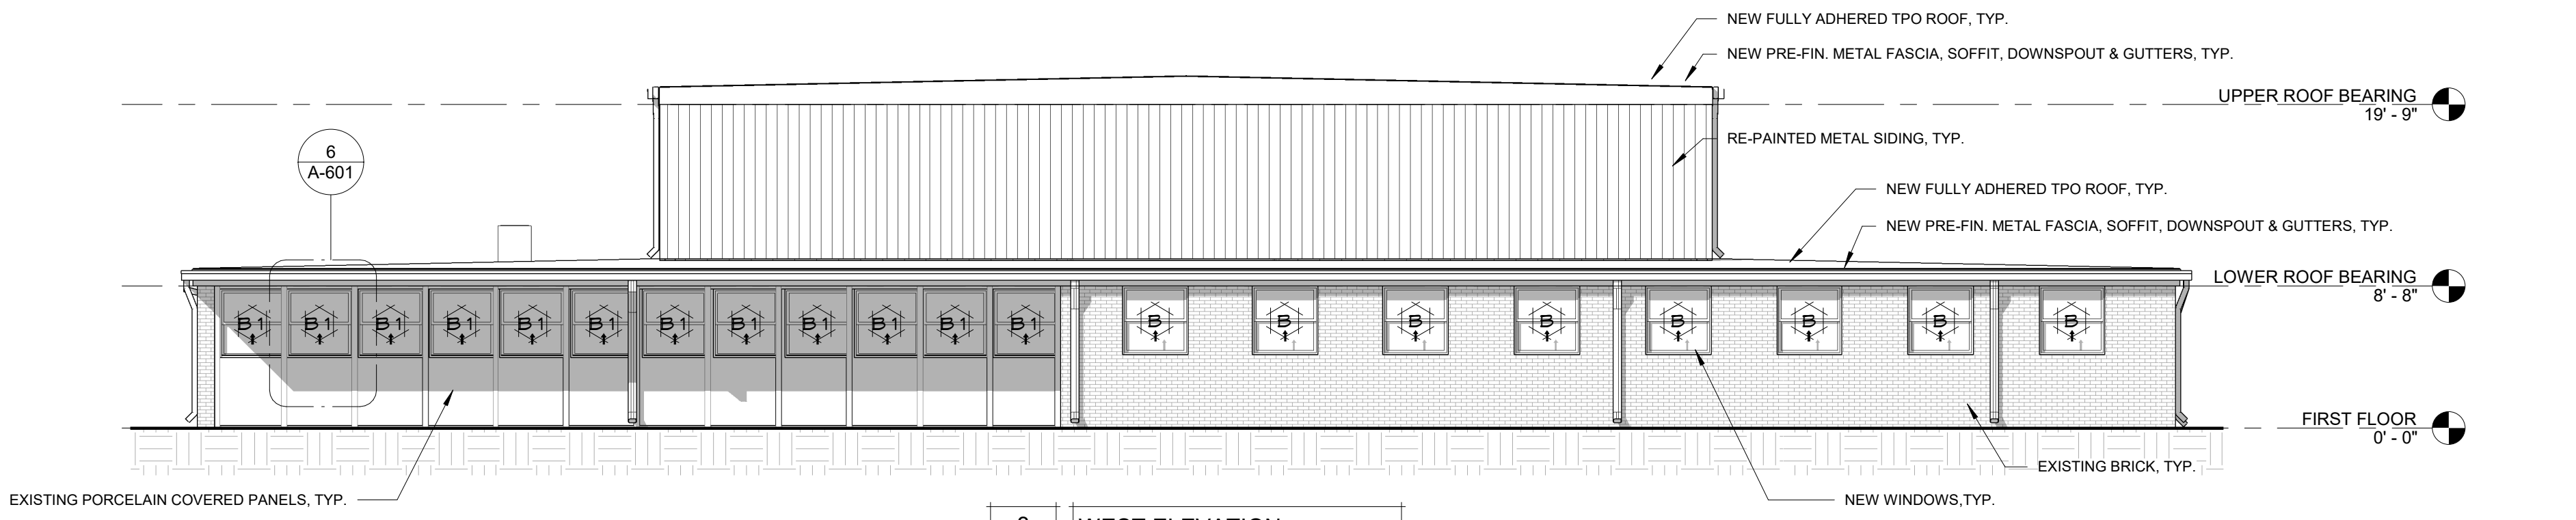 NEW FULLY ADHERED TPO ROOF, TYP.
NEW PRE-FIN. METAL FASCIA, SOFFIT, DOWNSPOUT & GUTTERS, TYP.
UPPER ROOF BEARING
19' - 9"
RE-PAINTED METAL SIDING, TYP.
6
A-601
NEW FULLY ADHERED TPO ROOF, TYP.
NEW PRE-FIN. METAL FASCIA, SOFFIT, DOWNSPOUT & GUTTERS, TYP.
LOWER ROOF BEARING
8' - 8"
B1 B1 B1 B1 B1 B1 B1 B1 B1 B1 B1 B1 B B B B B B B B
FIRST FLOOR
0' - 0"
EXISTING BRICK, TYP.
EXISTING PORCELAIN COVERED PANELS, TYP.
NEW WINDOWS,TYP.
WEST ELEVATION